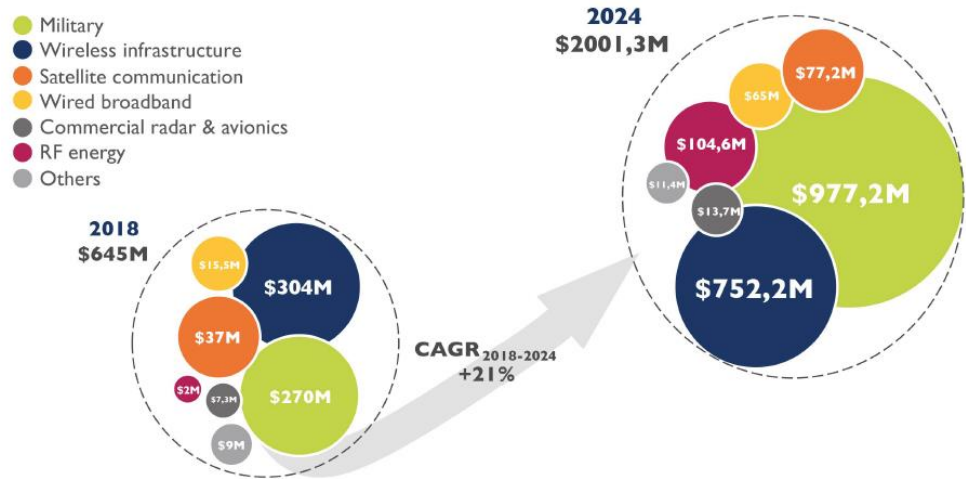 Military
Wireless infrastructure
Satellite communication
Wired broadband
Commercial radar & avionics
RF energy
Others
2018
$645M
$15,5M
$304M
$37M
$2M
$7,3M
$270M
$9M
CAGR 2018-2024
+21%
2024
$2001,3M
$77,2M
$65M
$104,6M
$11,4M
$977,2M
$13,7M
$752,2M